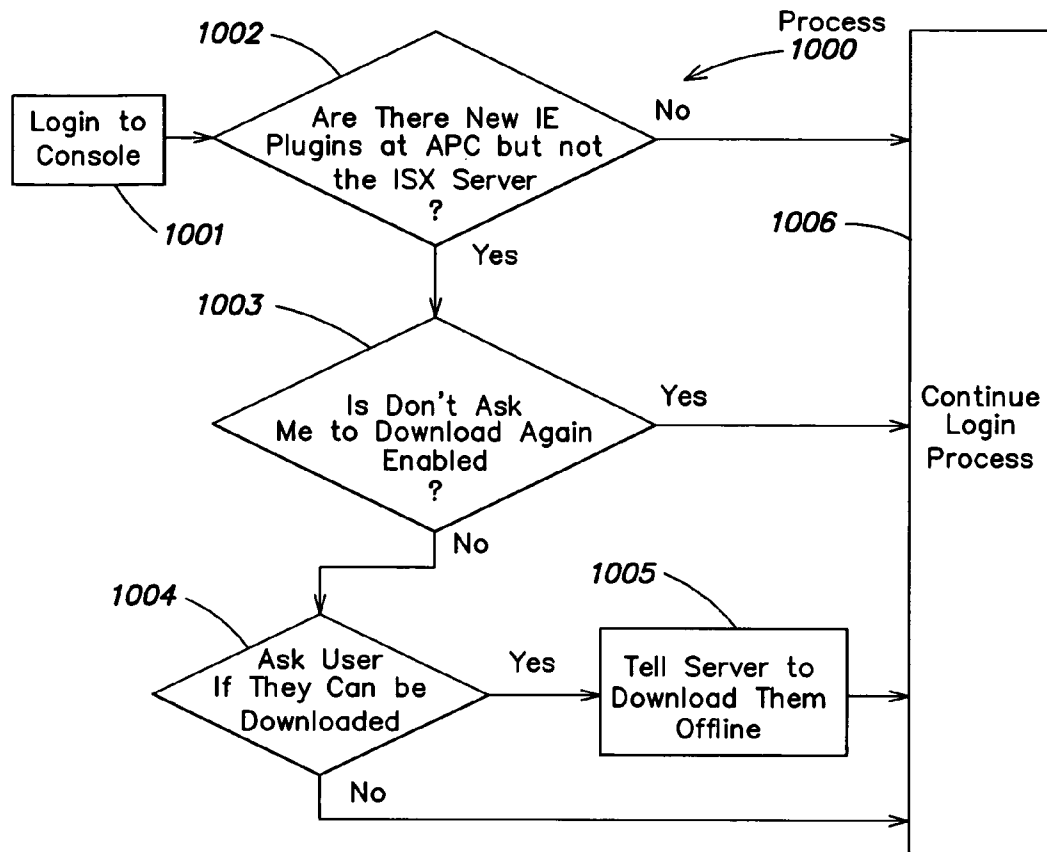 Process
1000
1002
Login to
Console
1001
Are There New IE
Plugins at APC but not
the ISX Server
?
No
Yes
1006
1003
Is Don't Ask
Me to Download Again
Enabled
?
Yes
No
Continue
Login
Process
1004
Ask User
If They Can be
Downloaded
Yes
No
1005
Tell Server to
Download Them
Offline